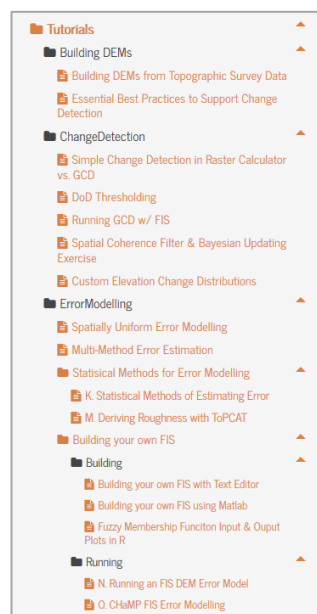 Tutorials
Building DEMs
Building DEMs from Topographic Survey Data
Essential Best Practices to Support Change
Detection
ChangeDetection
Simple Change Detection in Raster Calculator
vs. GCD
DoD Thresholding
Running GCD w/ FIS
Spatial Coherence Filter & Bayesian Updating
Exercise
Custom Elevation Change Distributions
ErrorModelling
Spatially Uniform Error Modelling
Multi-Method Error Estimation
Statisical Methods for Error Modelling
K. Statistical Methods of Estimating Error
M. Deriving Roughness with ToPCAT
Building your own FIS
Building
Building your own FIS with Text Editor
Building your own FIS using Matlab
Fuzzy Membership Funciton Input & Ouput
Plots in R
Running
N. Running an FIS DEM Error Model
O. CHaMP FIS Error Modelling